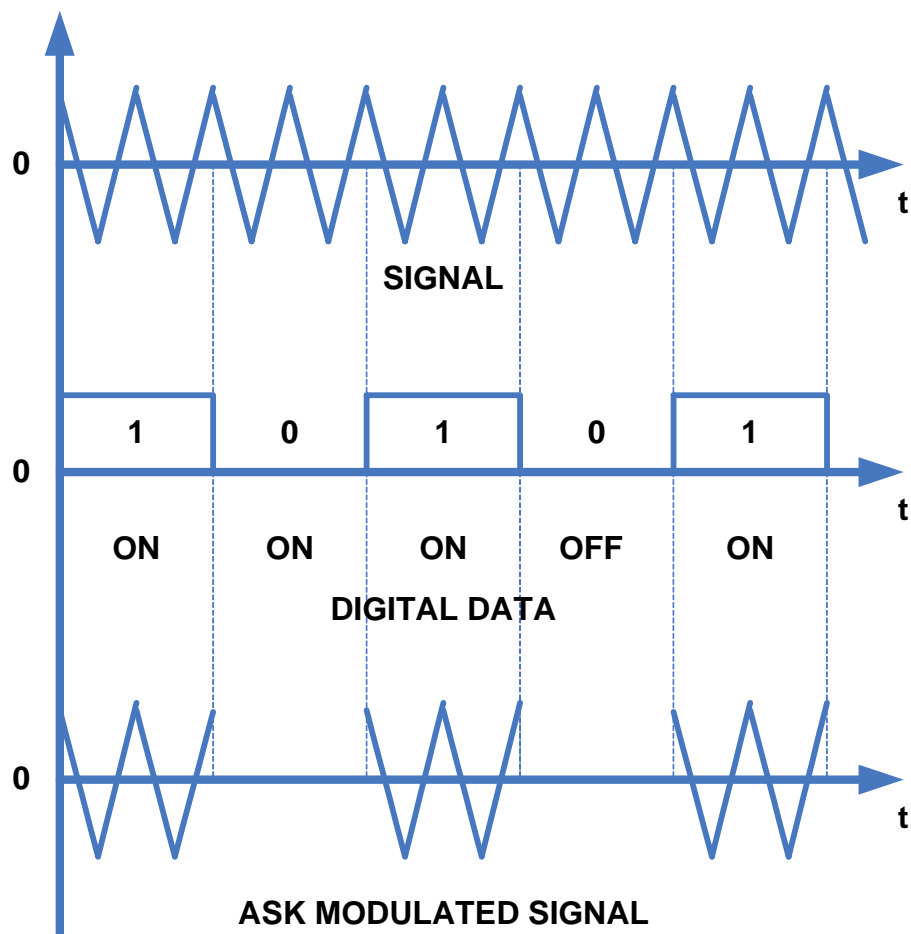 0
t
SIGNAL
1 0 1 0 1
0
t
ON ON ON OFF ON
DIGITAL DATA
0
t
ASK MODULATED SIGNAL